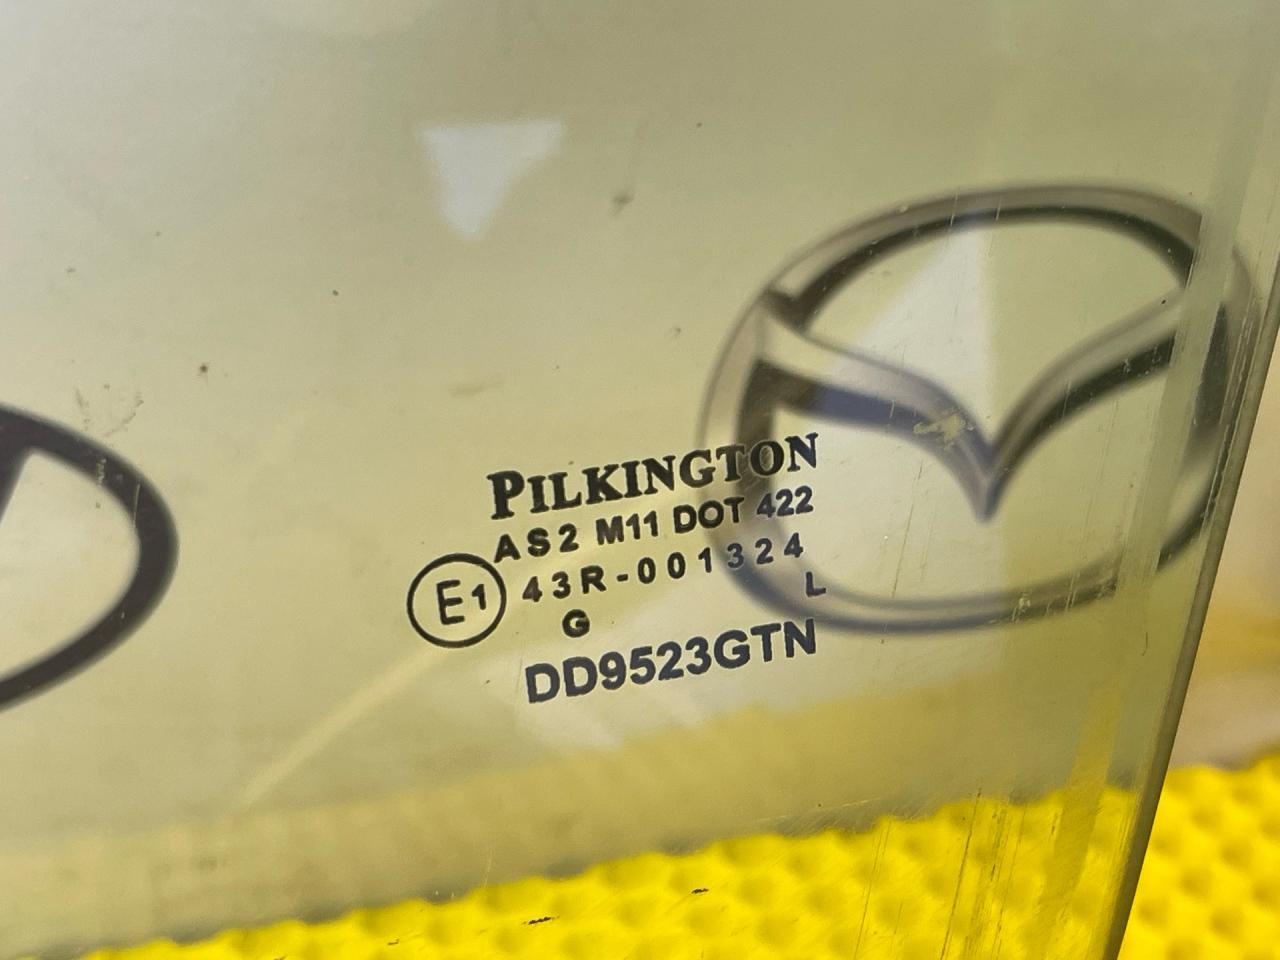 PILKINGTON
AS2 M11 DOT 422
E1 43R-001324
L
G
DD9523GTN